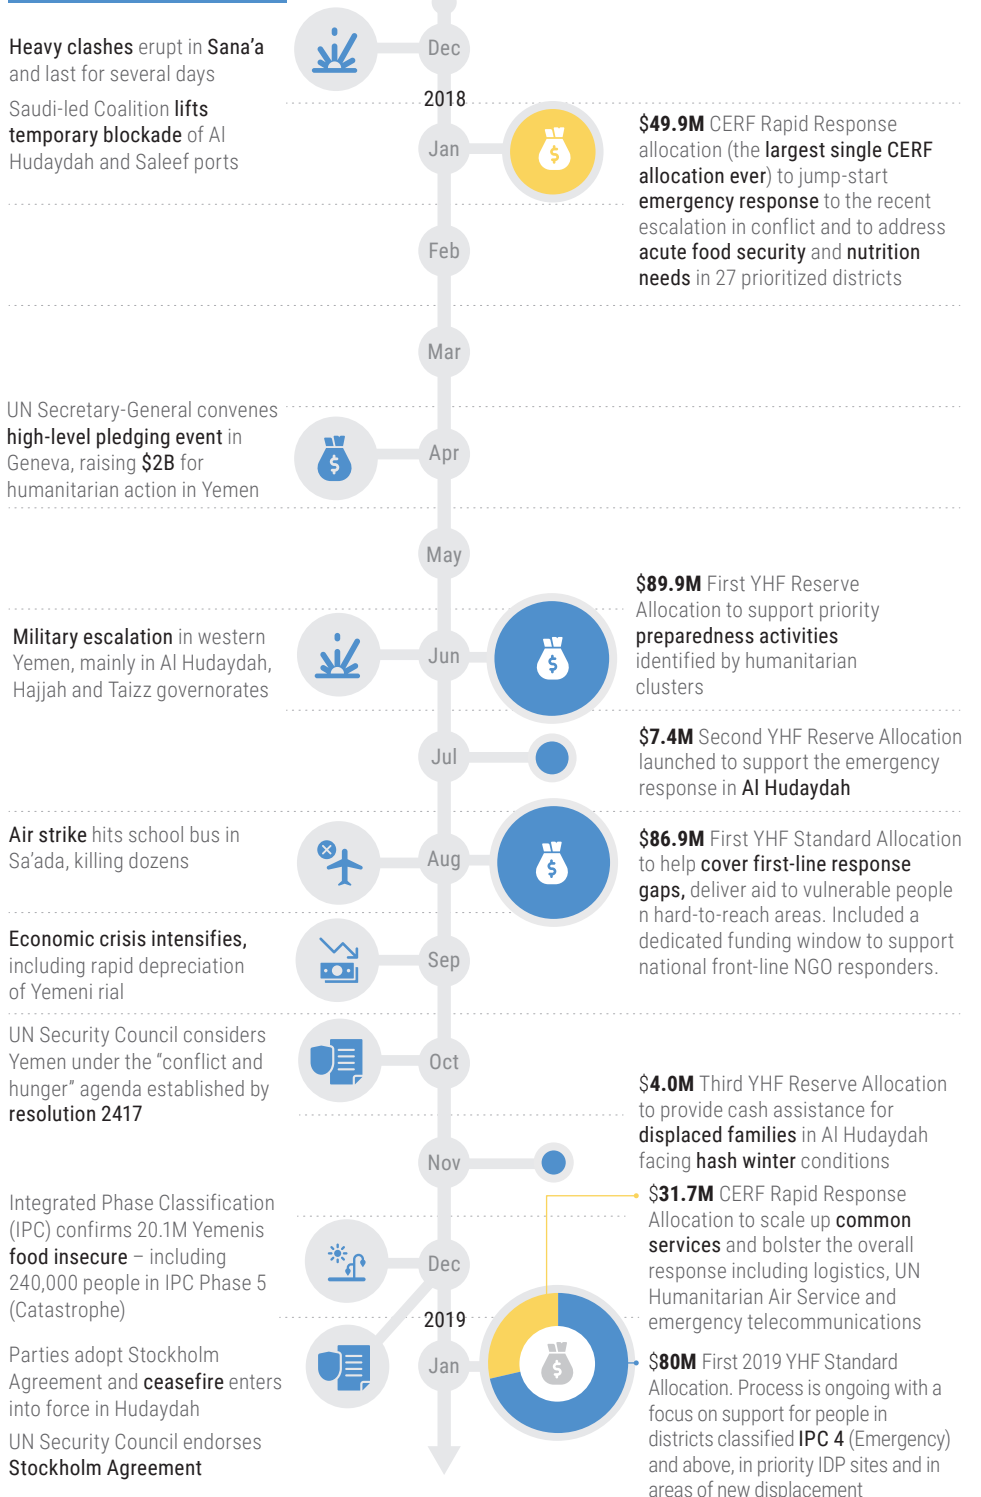 Heavy clashes erupt in Sana’a
and last for several days
Dec
Saudi-led Coalition lifts
temporary blockade of Al
Hudaydah and Saleef ports
2018
Jan
$49.9M CERF Rapid Response
allocation (the largest single CERF
allocation ever) to jump-start
emergency response to the recent
escalation in conflict and to address
acute food security and nutrition
needs in 27 prioritized districts
Feb
Mar
UN Secretary-General convenes
high-level pledging event in
Geneva, raising $2B for
humanitarian action in Yemen
$
Apr
May
Military escalation in western
Yemen, mainly in Al Hudaydah,
Hajjah and Taizz governorates
Jun
$
$89.9M First YHF Reserve
Allocation to support priority
preparedness activities
identified by humanitarian
clusters
Jul
$7.4M Second YHF Reserve Allocation
launched to support the emergency
response in Al Hudaydah
Air strike hits school bus in
Sa’ada, killing dozens
Aug
$
$86.9M First YHF Standard Allocation
to help cover first-line response
gaps, deliver aid to vulnerable people
n hard-to-reach areas. Included a
dedicated funding window to support
national front-line NGO responders.
Economic crisis intensifies,
including rapid depreciation
of Yemeni rial
Sep
UN Security Council considers
Yemen under the “conflict and
hunger” agenda established by
resolution 2417
Oct
$4.0M Third YHF Reserve Allocation
to provide cash assistance for
displaced families in Al Hudaydah
facing hash winter conditions
Nov
Integrated Phase Classification
(IPC) confirms 20.1M Yemenis
food insecure – including
240,000 people in IPC Phase 5
(Catastrophe)
Dec
$31.7M CERF Rapid Response
Allocation to scale up common
services and bolster the overall
response including logistics, UN
Humanitarian Air Service and
emergency telecommunications
2019
Parties adopt Stockholm
Agreement and ceasefire enters
into force in Hudaydah
UN Security Council endorses
Stockholm Agreement
Jan
$
$80M First 2019 YHF Standard
Allocation. Process is ongoing with a
focus on support for people in
districts classified IPC 4 (Emergency)
and above, in priority IDP sites and in
areas of new displacement